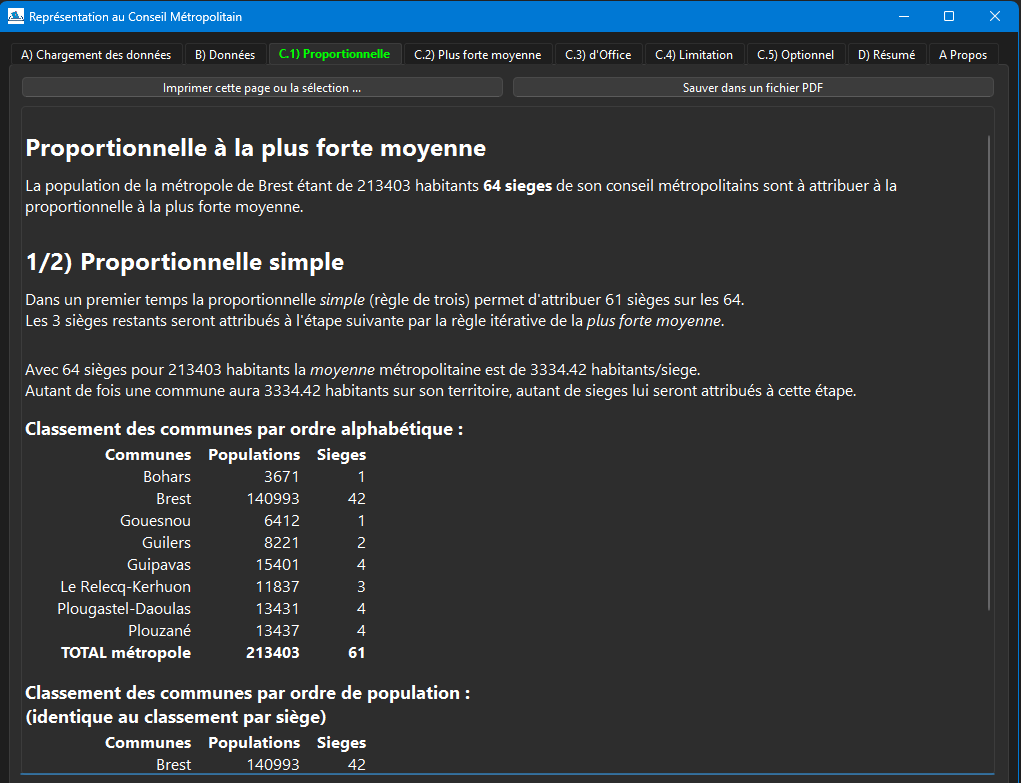 Représentation au Conseil Métropolitain
A) Chargement des données B) Données C.1) Proportionnelle C.2) Plus forte moyenne C.3) d'Office C.4) Limitation C.5) Optionnel D) Résumé A Propos
Imprimer cette page ou la sélection ... Sauver dans un fichier PDF
Proportionnelle à la plus forte moyenne
La population de la métropole de Brest étant de 213403 habitants 64 sieges de son conseil métropolitains sont à attribuer à la
proportionnelle à la plus forte moyenne.
1/2) Proportionnelle simple
Dans un premier temps la proportionnelle simple (règle de trois) permet d'attribuer 61 sièges sur les 64.
Les 3 sièges restants seront attribués à l'étape suivante par la règle itérative de la plus forte moyenne.
Avec 64 sièges pour 213403 habitants la moyenne métropolitaine est de 3334.42 habitants/siege.
Autant de fois une commune aura 3334.42 habitants sur son territoire, autant de sieges lui seront attribués à cette étape.
Classement des communes par ordre alphabétique :
Communes Populations Sieges
Bohars 3671 1
Brest 140993 42
Gouesnou 6412 1
Guilers 8221 2
Guipavas 15401 4
Le Relecq-Kerhuon 11837 3
Plougastel-Daoulas 13431 4
Plouzané 13437 4
TOTAL métropole 213403 61
Classement des communes par ordre de population :
(identique au classement par siège)
Communes Populations Sieges
Brest 140993 42